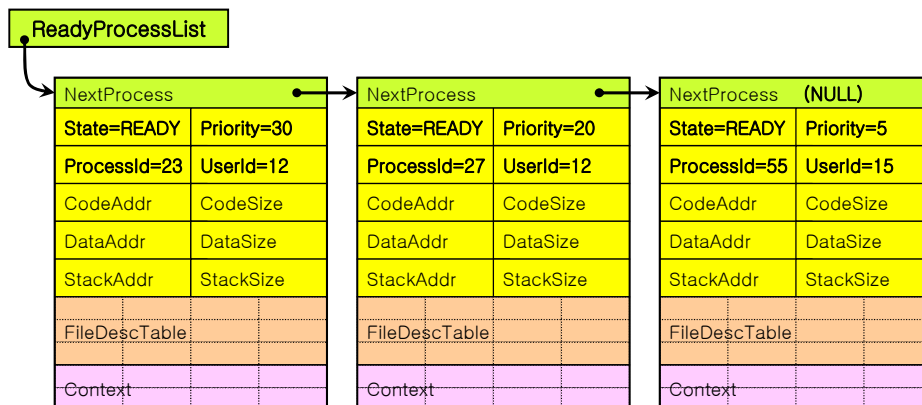 ReadyProcessList
NextProcess
State=READY Priority=30
ProcessId=23 UserId=12
CodeAddr CodeSize
DataAddr DataSize
StackAddr StackSize
FileDescTable
Context
NextProcess
State=READY Priority=20
ProcessId=27 UserId=12
CodeAddr CodeSize
DataAddr DataSize
StackAddr StackSize
FileDescTable
Context
NextProcess (NULL)
State=READY Priority=5
ProcessId=55 UserId=15
CodeAddr CodeSize
DataAddr DataSize
StackAddr StackSize
FileDescTable
Context